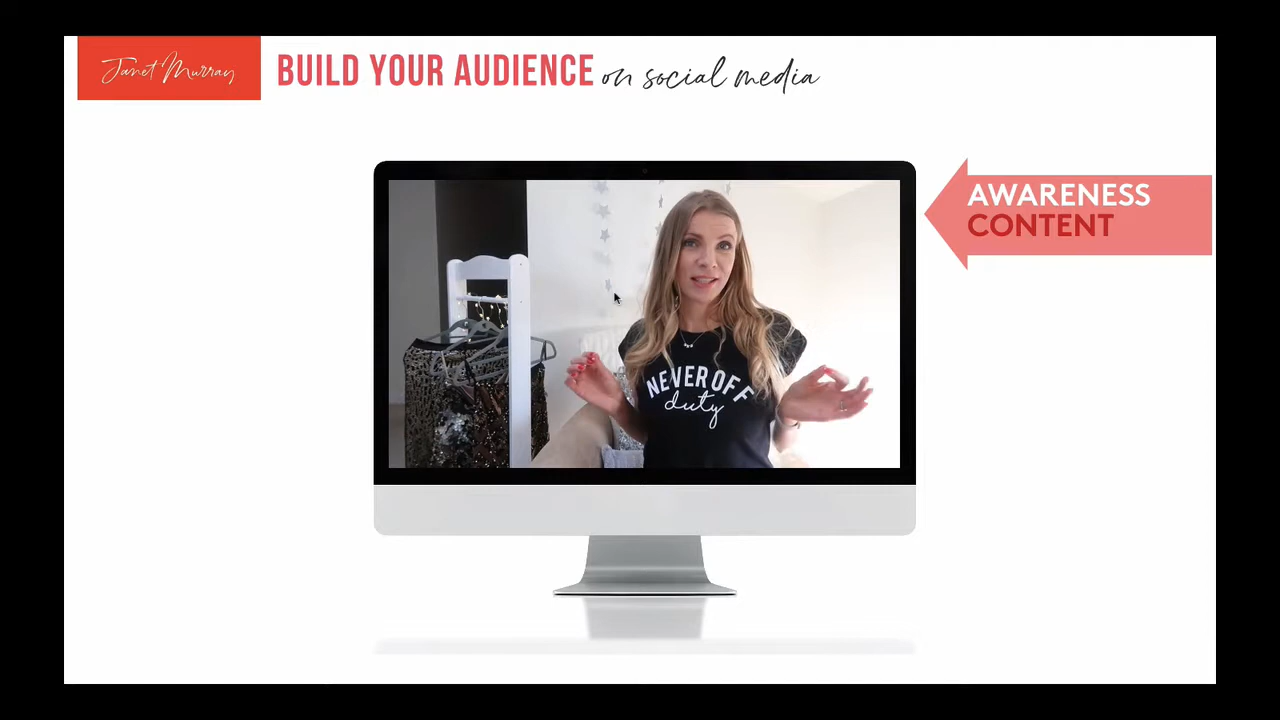 Janet Murray
BUILD YOUR AUDIENCE on social media
AWARENESS
CONTENT
NEVER OFF
duty